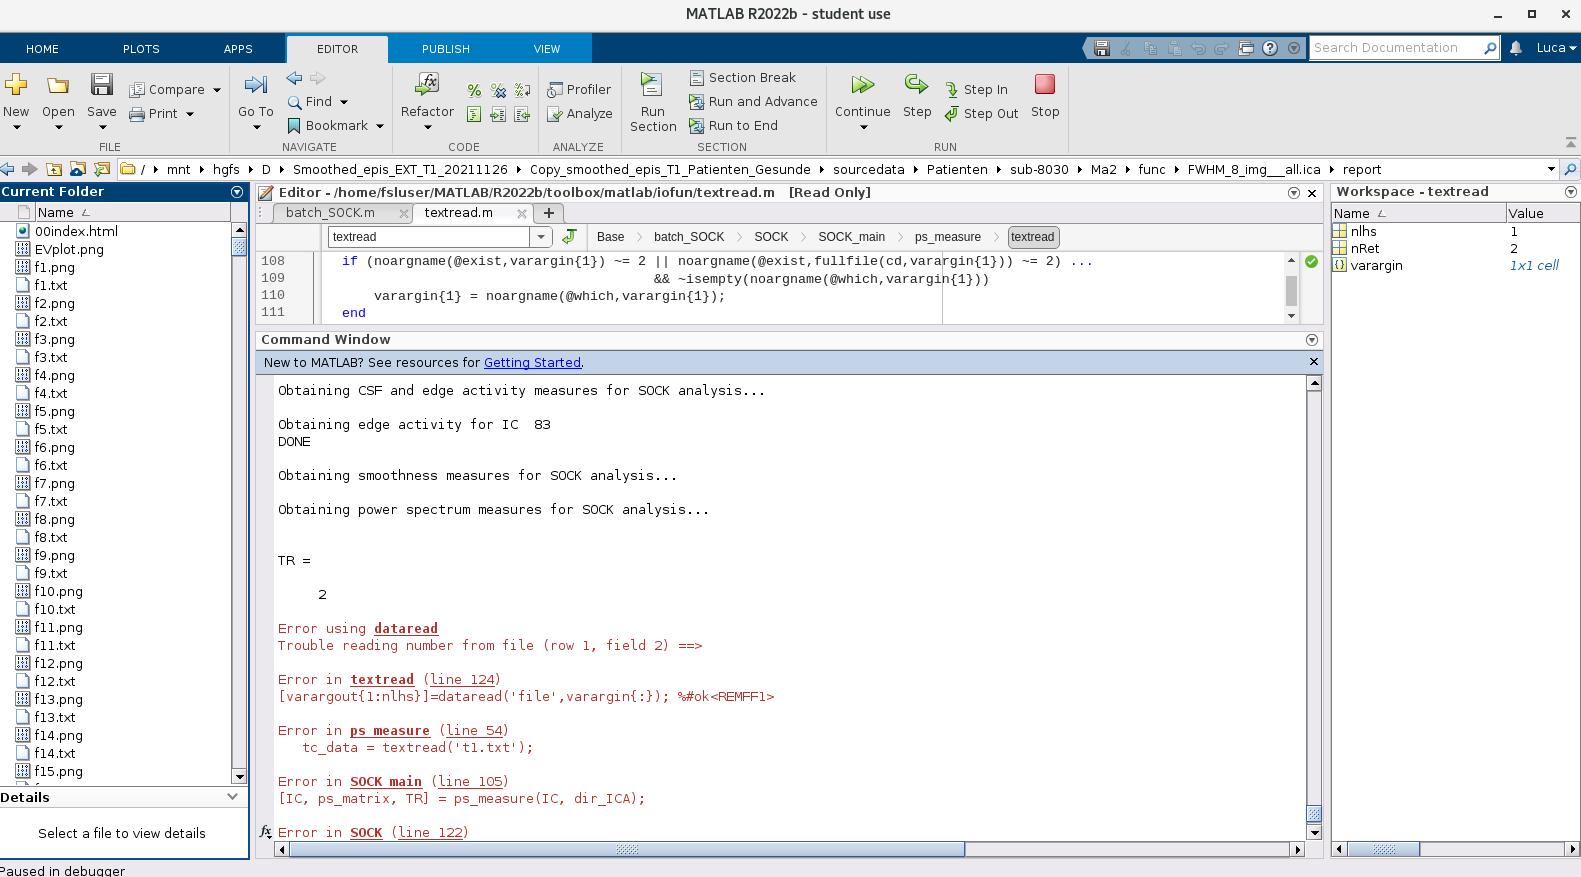 MATLAB R2022b - student use
HOME PLOTS APPS EDITOR PUBLISH VIEW
Search Documentation Luca
New Open Save Compare Print
FILE
Go To Find Bookmark
NAVIGATE
Refactor
CODE
Profiler Analyze
ANALYZE
Run Section Section Break Run and Advance Run to End
SECTION
Continue Step Step In Step Out Stop
RUN
/ mnt hgfs D Smoothed_epis_EXT_T1_20211126 Copy_smoothed_epis_T1_Patienten_Gesunde sourcedata Patienten sub-8030 Ma2 func FWHM_8_img___all.ica report
Current Folder
Name
00index.html
EVplot.png
f1.png
f1.txt
f2.png
f2.txt
f3.png
f3.txt
f4.png
f4.txt
f5.png
f5.txt
f6.png
f6.txt
f7.png
f7.txt
f8.png
f8.txt
f9.png
f9.txt
f10.png
f10.txt
f11.png
f11.txt
f12.png
f12.txt
f13.png
f13.txt
f14.png
f14.txt
f15.png
Details
Select a file to view details
Paused in debugger
Editor - /home/fsluser/MATLAB/R2022b/toolbox/matlab/iofun/textread.m [Read Only]
batch_SOCK.m textread.m +
textread Base batch_SOCK SOCK SOCK_main ps_measure textread
108 if (noargname(@exist,varargin{1}) ~= 2 || noargname(@exist,fullfile(cd,varargin{1})) ~= 2) ...
109 && ~isempty(noargname(@which,varargin{1}))
110 varargin{1} = noargname(@which,varargin{1});
111 end
Command Window
New to MATLAB? See resources for Getting Started.
Obtaining CSF and edge activity measures for SOCK analysis...
Obtaining edge activity for IC 83
DONE
Obtaining smoothness measures for SOCK analysis...
Obtaining power spectrum measures for SOCK analysis...
TR =
2
Error using dataread
Trouble reading number from file (row 1, field 2) ==>
Error in textread (line 124)
[varargout{1:nlhs}]=dataread('file',varargin{:}); %#ok<REMFF1>
Error in ps_measure (line 54)
tc_data = textread('t1.txt');
Error in SOCK_main (line 105)
[IC, ps_matrix, TR] = ps_measure(IC, dir_ICA);
fx Error in SOCK (line 122)
Workspace - textread
Name Value
nlhs 1
nRet 2
varargin 1x1 cell